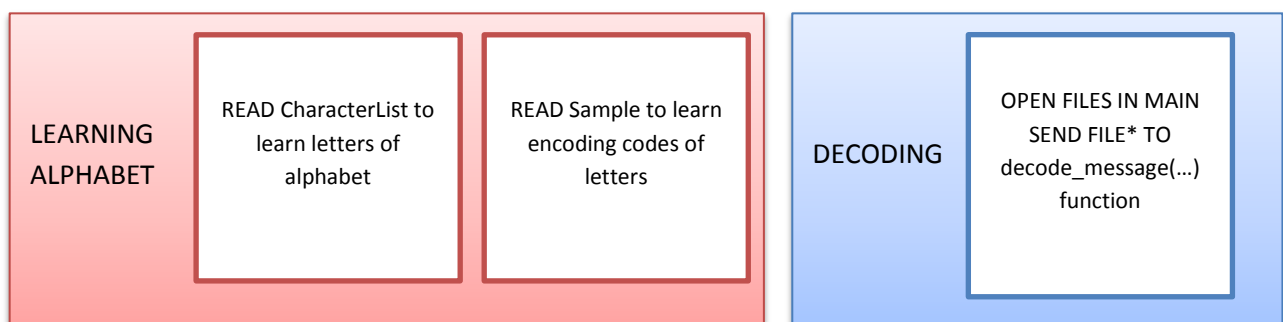 LEARNING
ALPHABET
READ CharacterList to
learn letters of
alphabet
READ Sample to learn
encoding codes of
letters
DECODING
OPEN FILES IN MAIN
SEND FILE* TO
decode_message(...)
function